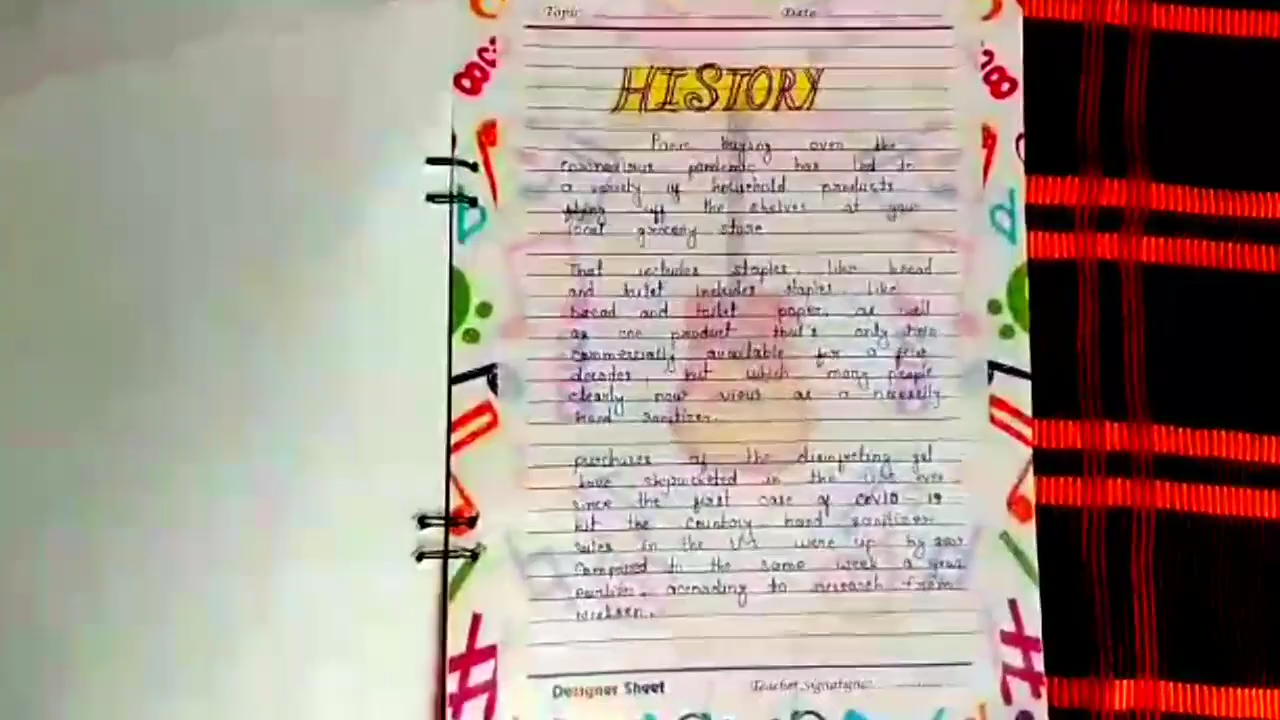 Topic Date
HISTORY
Panic buying over the
coronavirus pandemic has led to
a variety of household products
flying off the shelves at your
local grocery store
That includes staples. like bread
and toilet includes staples. like
bread and toilet paper, as well
as one product that's only been
commercially available for a few
decades, but which many people
clearly now view as a necessity
hand sanitizer.
purchases of the disinfecting gel
have skyrocketed in the ever
since the first case of COVID-19
hit the country hand sanitizer
sales in the were up by
Compared to the same week a year
earlier, according to research from
Nielsen.
Designer Sheet Teacher Signature